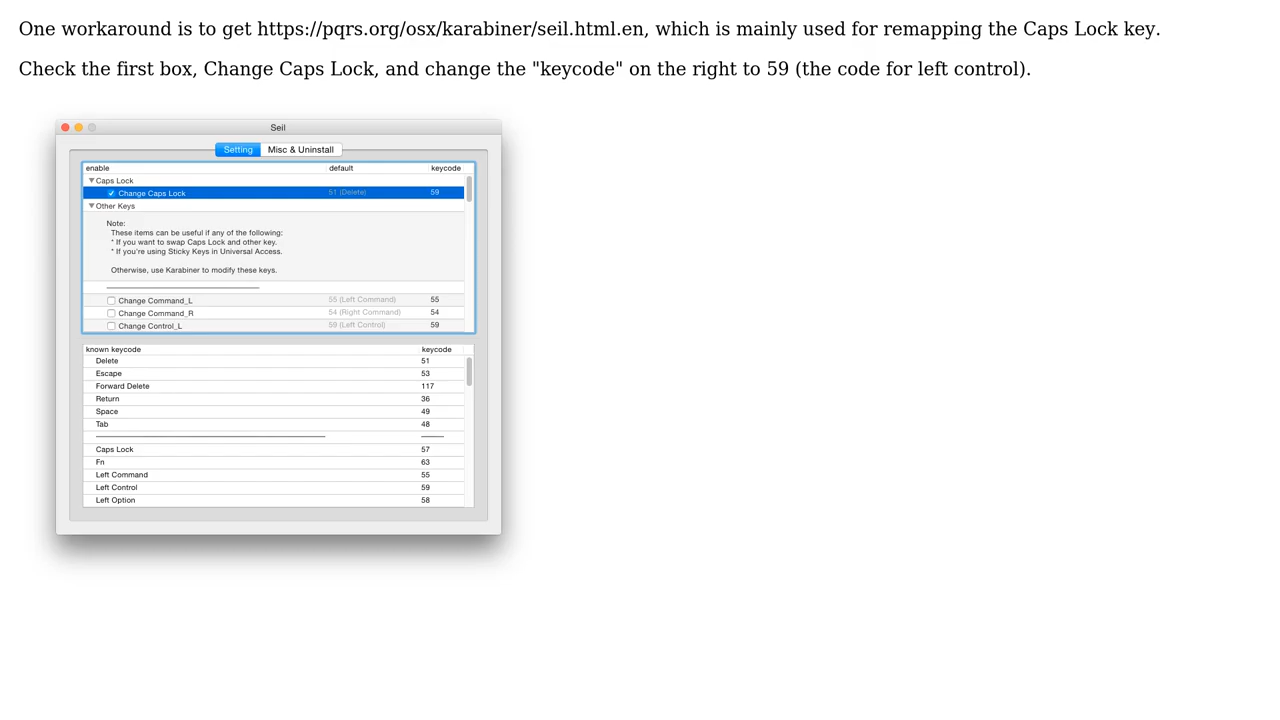 One workaround is to get https://pqrs.org/osx/karabiner/seil.html.en, which is mainly used for remapping the Caps Lock key.
Check the first box, Change Caps Lock, and change the "keycode" on the right to 59 (the code for left control).
Seil
Setting Misc & Uninstall
enable default keycode
Caps Lock
Change Caps Lock 51 (Delete) 59
Other Keys
Note:
These items can be useful if any of the following:
* If you want to swap Caps Lock and other key.
* If you're using Sticky Keys in Universal Access.
Otherwise, use Karabiner to modify these keys.
Change Command_L 55 (Left Command) 55
Change Command_R 54 (Right Command) 54
Change Control_L 59 (Left Control) 59
known keycode keycode
Delete 51
Escape 53
Forward Delete 117
Return 36
Space 49
Tab 48
Caps Lock 57
Fn 63
Left Command 55
Left Control 59
Left Option 58